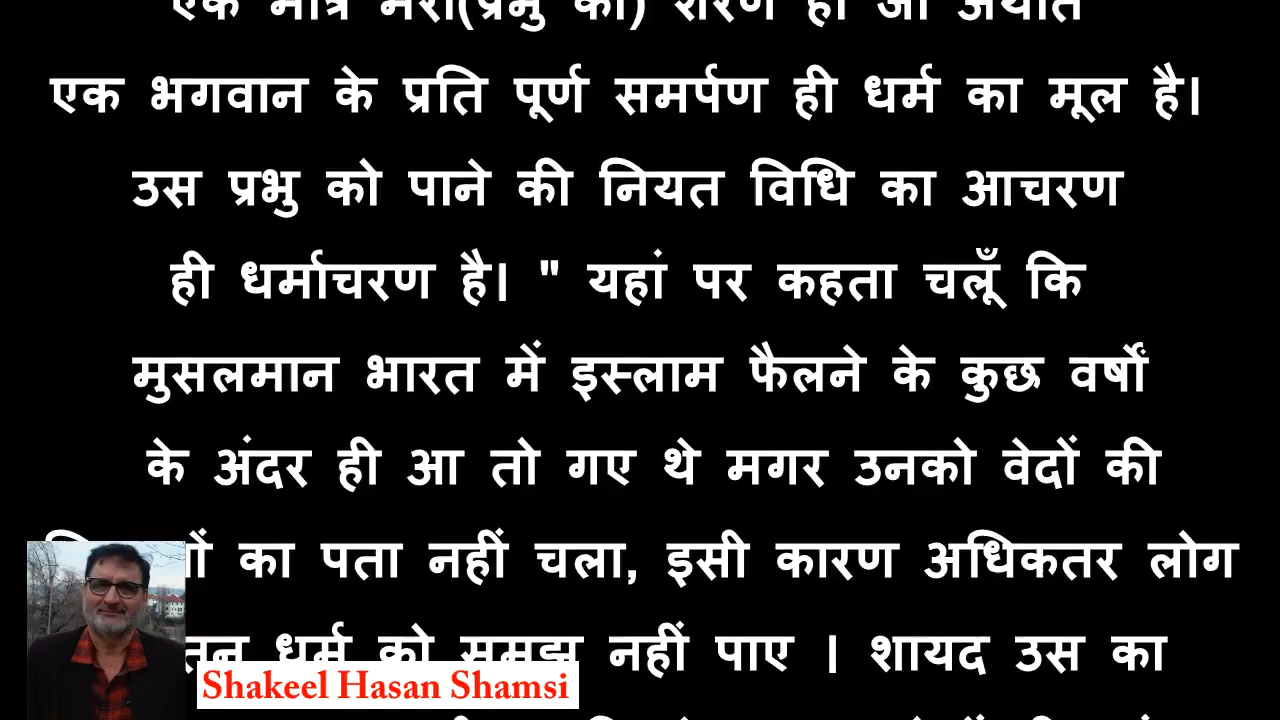 एक मात्र मेरी(प्रभु की) शरण हो जा अर्थात
एक भगवान के प्रति पूर्ण समर्पण ही धर्म का मूल है।
उस प्रभु को पाने की नियत विधि का आचरण
ही धर्माचरण है। " यहां पर कहता चलूँ कि
मुसलमान भारत में इस्लाम फैलने के कुछ वर्षों
के अंदर ही आ तो गए थे मगर उनको वेदों की
का पता नहीं चला, इसी कारण अधिकतर लोग
धर्म को समझ नहीं पाए । शायद उस का
Shakeel Hasan Shamsi